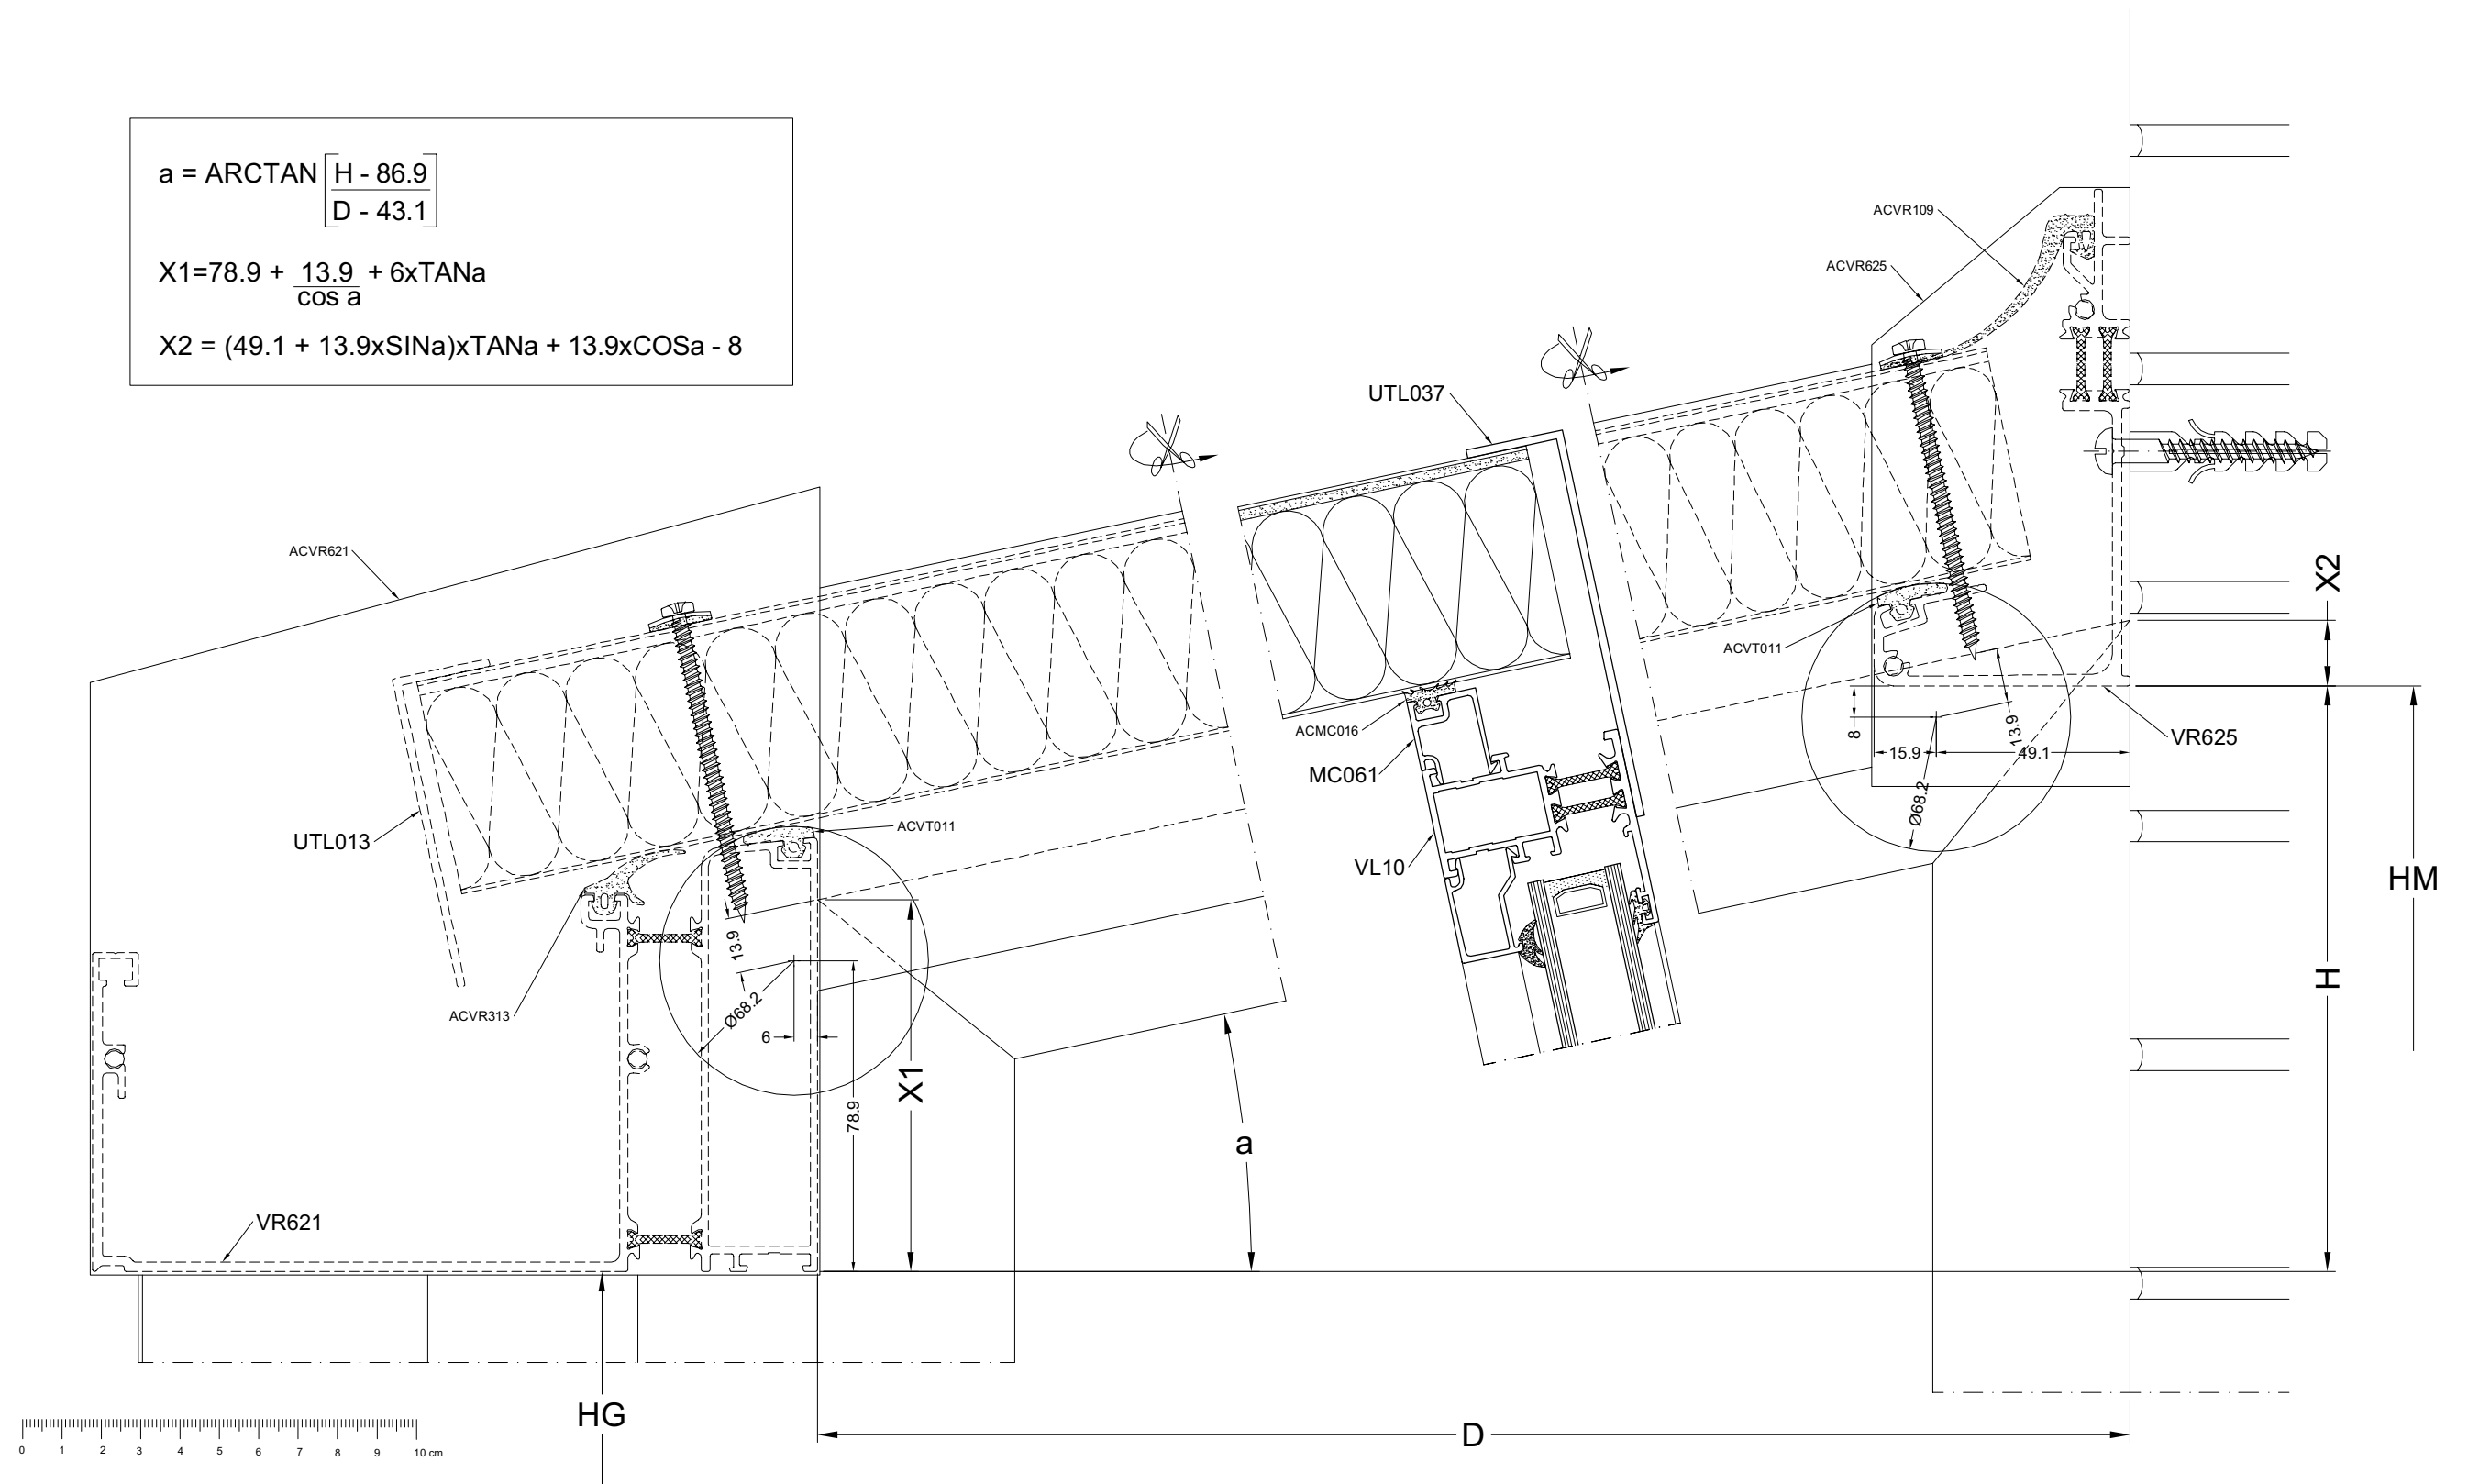 a = ARCTAN [H - 86.9
D - 43.1]
X1=78.9 + 13.9 + 6xTANa
cos a
X2 = (49.1 + 13.9xSINa)xTANa + 13.9xCOSa - 8
ACVR109
ACVR625
UTL037
ACVR621
X2
ACVT011
ACMC016
13.9
VR625
8
15.9
49.1
MC061
Ø68.2
ACVT011
UTL013
VL10
HM
13.9
H
Ø68.2
ACVR313
6
X1
78.9
a
VR621
HG
D
0 1 2 3 4 5 6 7 8 9 10 cm